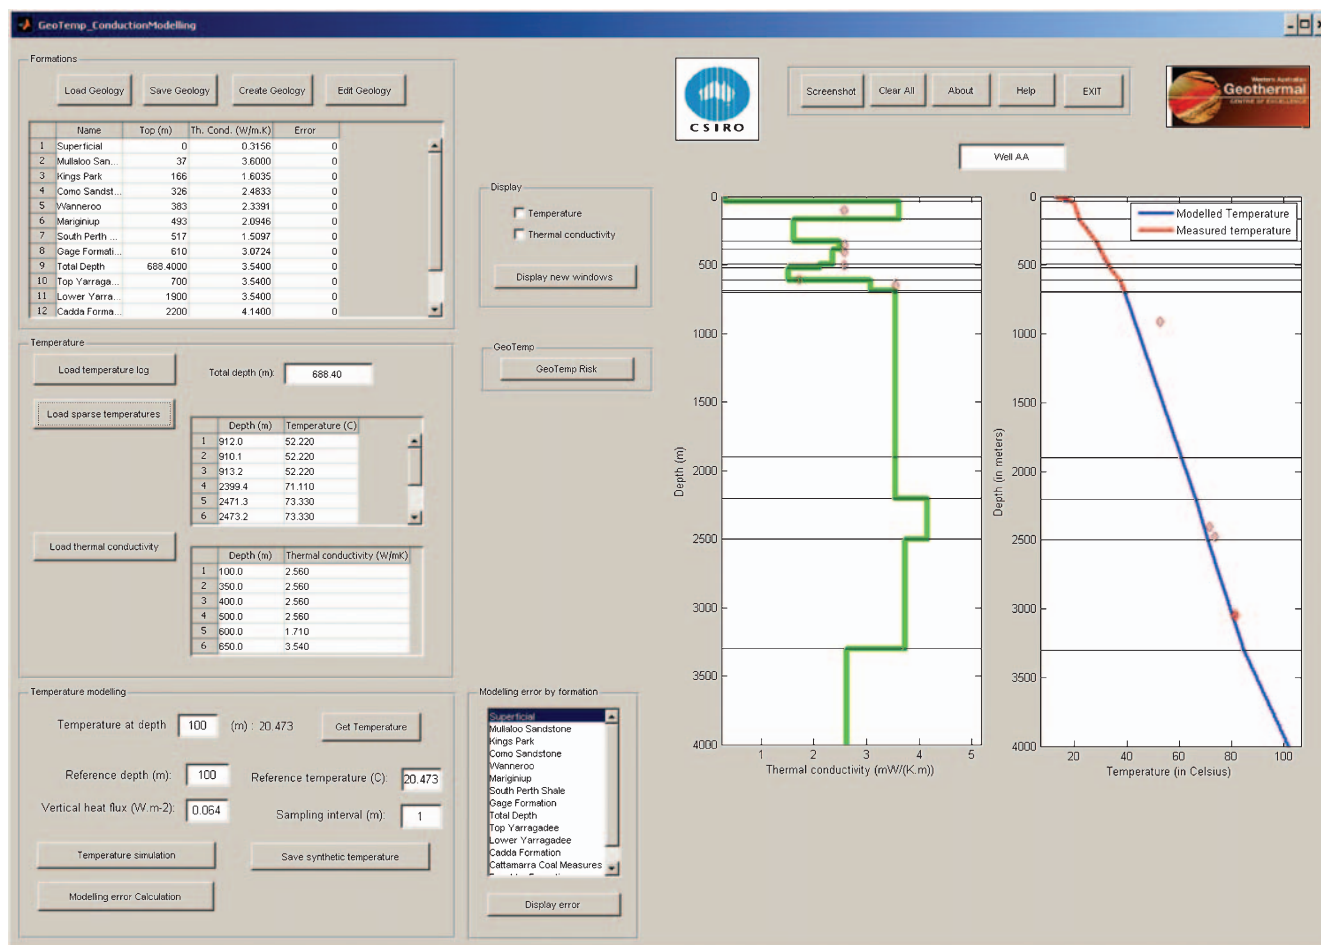 GeoTemp_ConductionModelling
Formations
Load Geology Save Geology Create Geology Edit Geology
Name Top (m) Th. Cond. (W/m.K) Error
1 Superficial 0 0.3156 0
2 Mullaloo San... 37 3.6000 0
3 Kings Park 166 1.6035 0
4 Como Sandst... 326 2.4833 0
5 Wanneroo 383 2.3391 0
6 Mariginiup 493 2.0946 0
7 South Perth ... 517 1.5097 0
8 Gage Formati... 610 3.0724 0
9 Total Depth 688.4000 3.5400 0
10 Top Yarraga... 700 3.5400 0
11 Lower Yarra... 1900 3.5400 0
12 Cadda Forma... 2200 4.1400 0
Temperature
Load temperature log Total depth (m): 688.40
Load sparse temperatures
Depth (m) Temperature (C)
1 912.0 52.220
2 910.1 52.220
3 913.2 52.220
4 2399.4 71.110
5 2471.3 73.330
6 2473.2 73.330
Load thermal conductivity
Depth (m) Thermal conductivity (W/mK)
1 100.0 2.560
2 350.0 2.560
3 400.0 2.560
4 500.0 2.560
5 600.0 1.710
6 650.0 3.540
Temperature modelling
Temperature at depth 100 (m) : 20.473 Get Temperature
Reference depth (m): 100 Reference temperature (C): 20.473
Vertical heat flux (W.m-2): 0.064 Sampling interval (m): 1
Temperature simulation Save synthetic temperature
Modelling error Calculation
Display
Temperature
Thermal conductivity
Display new windows
GeoTemp
GeoTemp Risk
Modelling error by formation
Superficial
Mullaloo Sandstone
Kings Park
Como Sandstone
Wanneroo
Mariginiup
South Perth Shale
Gage Formation
Total Depth
Top Yarragadee
Lower Yarragadee
Cadda Formation
Cattamarra Coal Measures
Display error
CSIRO
Screenshot Clear All About Help EXIT
Western Australian
Geothermal
CENTRE OF EXCELLENCE
Well AA
0
500
1000
1500
2000
2500
3000
3500
4000
Depth (m)
1 2 3 4 5
Thermal conductivity (mW/(K.m))
Modelled Temperature
Measured temperature
0
500
1000
1500
2000
2500
3000
3500
4000
Depth (in meters)
20 40 60 80 100
Temperature (in Celsius)